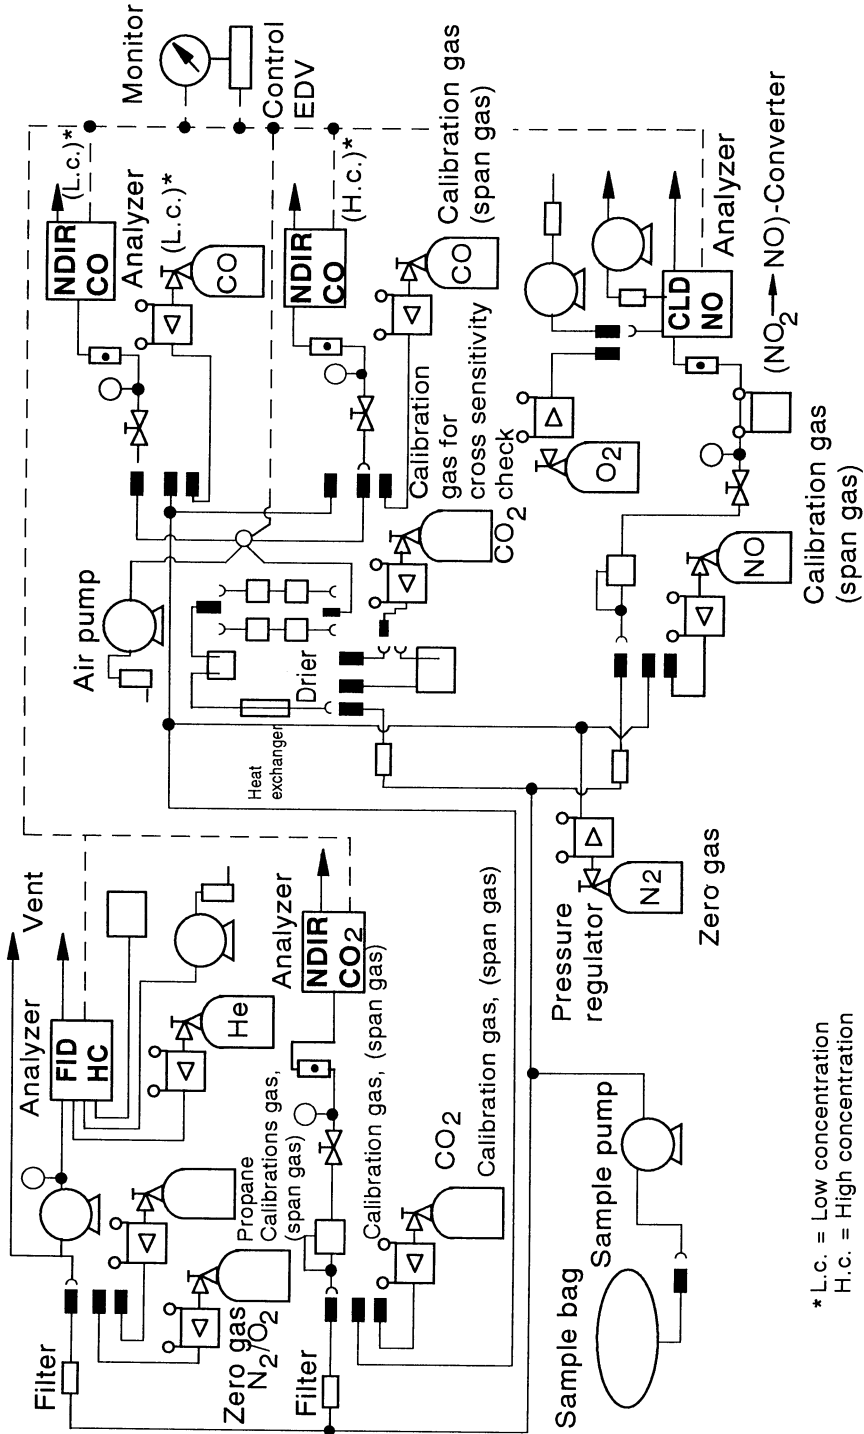 Filter
Analyzer
Vent
FID
HC
He
Zero gas
N2/O2
Propane
Calibrations gas,
(span gas)
Filter
Analyzer
NDIR
CO2
Calibration gas, (span gas)
CO2
Calibration gas, (span gas)
Sample bag
Sample pump
Pressure
regulator
N2
Zero gas
Air pump
Heat
exchanger
Drier
CO2
Calibration
gas for
cross sensitivity
check
NDIR
CO
(L.c.)*
Analyzer
(L.c.)*
CO
Monitor
Control
EDV
NDIR
CO
(H.c.)*
CO
Calibration gas
(span gas)
O2
CLD
NO
Analyzer
(NO2 → NO)-Converter
NO
Calibration gas
(span gas)
* L.c. = Low concentration
H.c. = High concentration